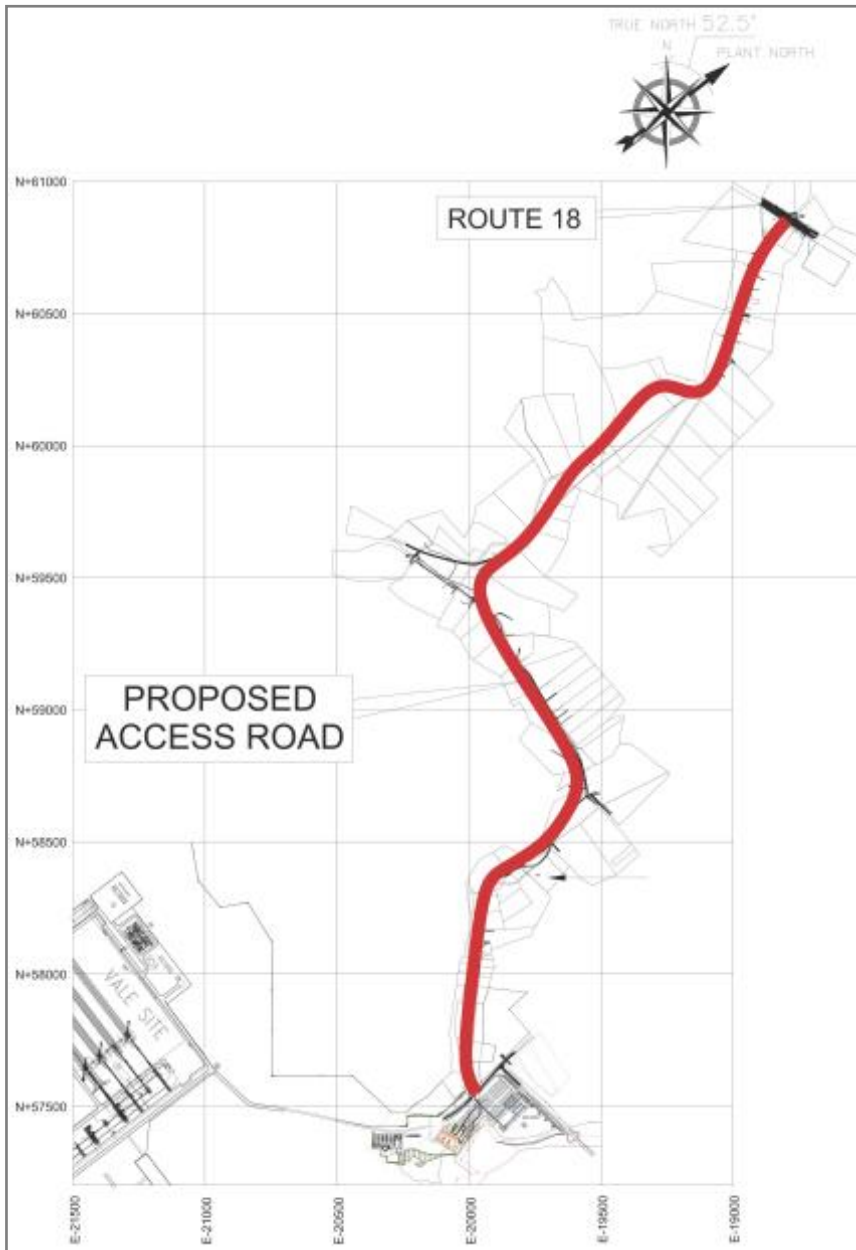 TRUE NORTH 52.5°
N
PLANT NORTH
N+61000
ROUTE 18
N+60500
N+60000
N+59500
PROPOSED
ACCESS ROAD
N+59000
N+58500
N+58000
VALE SITE
N+57500
E-21500
E-21000
E-20500
E-20000
E-19500
E-19000